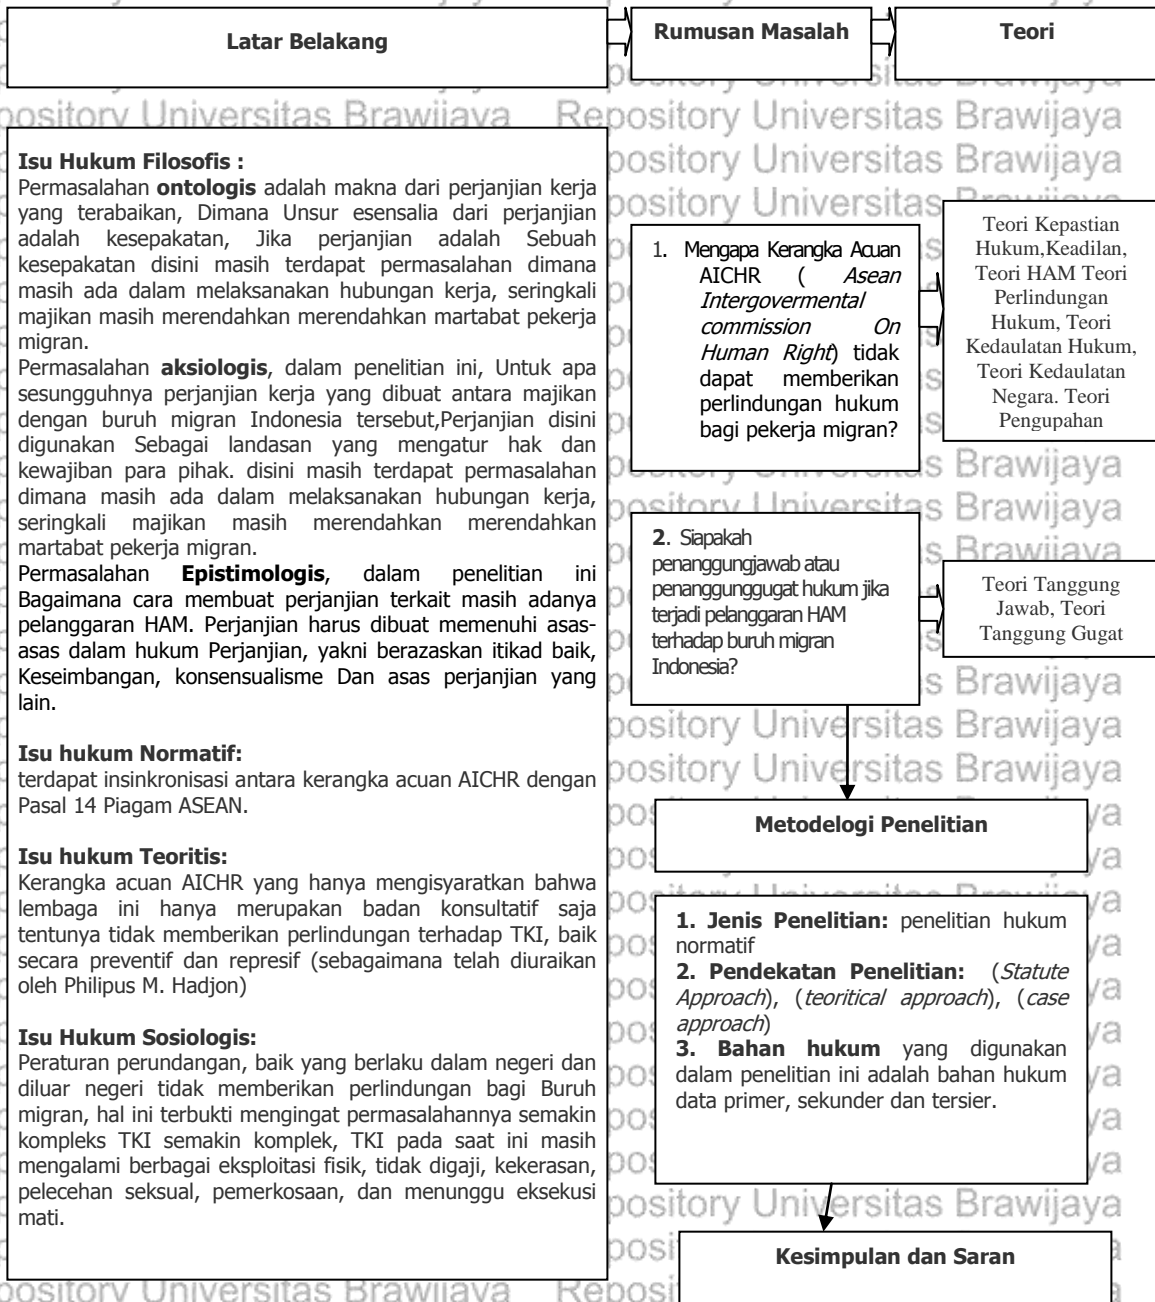 Latar Belakang
Rumusan Masalah
Teori
Isu Hukum Filosofis :
Permasalahan ontologis adalah makna dari perjanjian kerja
yang terabaikan, Dimana Unsur esensalia dari perjanjian
adalah kesepakatan, Jika perjanjian adalah Sebuah
kesepakatan disini masih terdapat permasalahan dimana
masih ada dalam melaksanakan hubungan kerja, seringkali
majikan masih merendahkan merendahkan martabat pekerja
migran.
Permasalahan aksiologis, dalam penelitian ini, Untuk apa
sesungguhnya perjanjian kerja yang dibuat antara majikan
dengan buruh migran Indonesia tersebut,Perjanjian disini
digunakan Sebagai landasan yang mengatur hak dan
kewajiban para pihak. disini masih terdapat permasalahan
dimana masih ada dalam melaksanakan hubungan kerja,
seringkali majikan masih merendahkan merendahkan
martabat pekerja migran.
Permasalahan Epistimologis, dalam penelitian ini
Bagaimana cara membuat perjanjian terkait masih adanya
pelanggaran HAM. Perjanjian harus dibuat memenuhi asas-
asas dalam hukum Perjanjian, yakni berazaskan itikad baik,
Keseimbangan, konsensualisme Dan asas perjanjian yang
lain.
Isu hukum Normatif:
terdapat insinkronisasi antara kerangka acuan AICHR dengan
Pasal 14 Piagam ASEAN.
Isu hukum Teoritis:
Kerangka acuan AICHR yang hanya mengisyaratkan bahwa
lembaga ini hanya merupakan badan konsultatif saja
tentunya tidak memberikan perlindungan terhadap TKI, baik
secara preventif dan represif (sebagaimana telah diuraikan
oleh Philipus M. Hadjon)
Isu Hukum Sosiologis:
Peraturan perundangan, baik yang berlaku dalam negeri dan
diluar negeri tidak memberikan perlindungan bagi Buruh
migran, hal ini terbukti mengingat permasalahannya semakin
kompleks TKI semakin komplek, TKI pada saat ini masih
mengalami berbagai eksploitasi fisik, tidak digaji, kekerasan,
pelecehan seksual, pemerkosaan, dan menunggu eksekusi
mati.
1. Mengapa Kerangka Acuan
AICHR ( Asean
Intergovermental
commission On
Human Right) tidak
dapat memberikan
perlindungan hukum
bagi pekerja migran?
Teori Kepastian
Hukum,Keadilan,
Teori HAM Teori
Perlindungan
Hukum, Teori
Kedaulatan Hukum,
Teori Kedaulatan
Negara. Teori
Pengupahan
2. Siapakah
penanggungjawab atau
penanggunggugat hukum jika
terjadi pelanggaran HAM
terhadap buruh migran
Indonesia?
Teori Tanggung
Jawab, Teori
Tanggung Gugat
Metodelogi Penelitian
1. Jenis Penelitian: penelitian hukum
normatif
2. Pendekatan Penelitian: (Statute
Approach), (teoritical approach), (case
approach)
3. Bahan hukum yang digunakan
dalam penelitian ini adalah bahan hukum
data primer, sekunder dan tersier.
Kesimpulan dan Saran